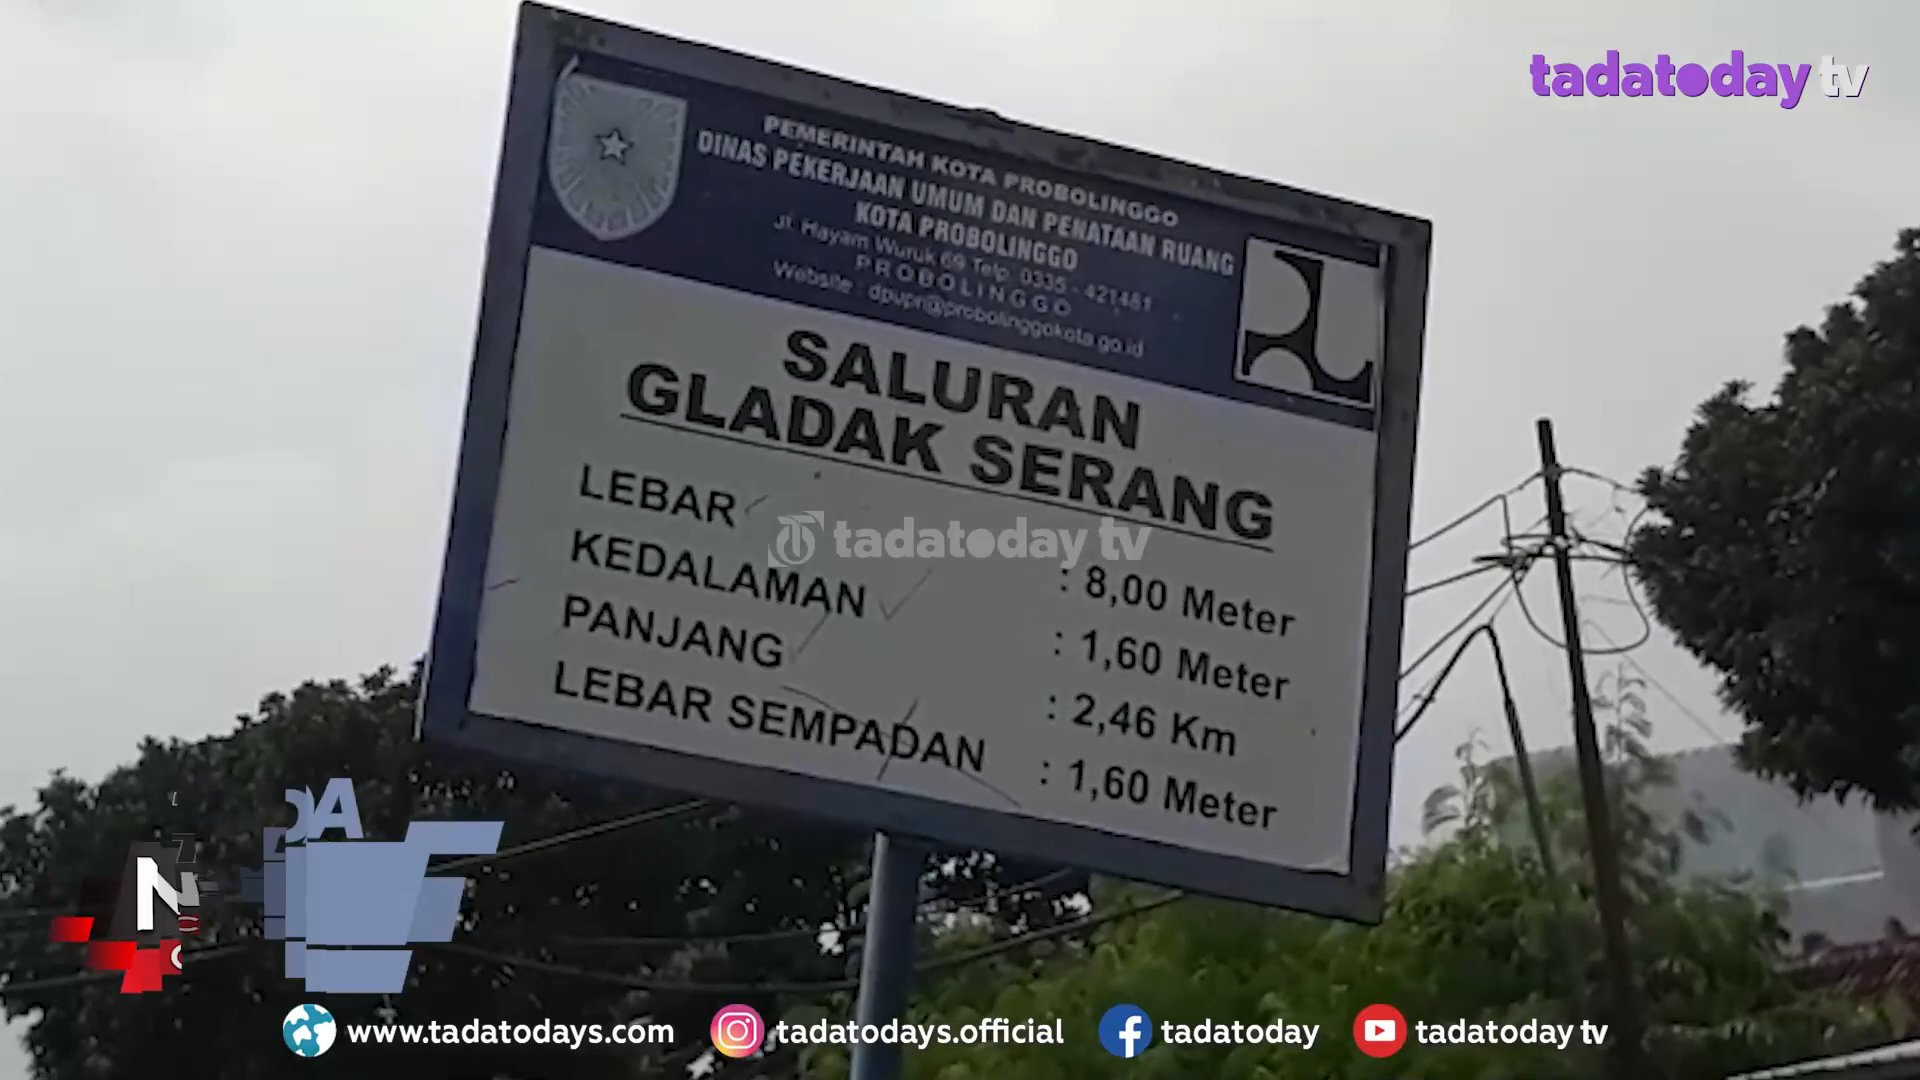 tadatoday tv
PEMERINTAH KOTA PROBOLINGGO
DINAS PEKERJAAN UMUM DAN PENATAAN RUANG
KOTA PROBOLINGGO
Jl. Hayam Wuruk 69 Telp. 0335 - 421461
PROBOLINGGO
Website : dpupr@probolinggokota.go.id
SALURAN
GLADAK SERANG
LEBAR : 8,00 Meter
KEDALAMAN : 1,60 Meter
PANJANG : 2,46 Km
LEBAR SEMPADAN : 1,60 Meter
tadatoday tv
www.tadatodays.com tadatodays.official tadatoday tadatoday tv